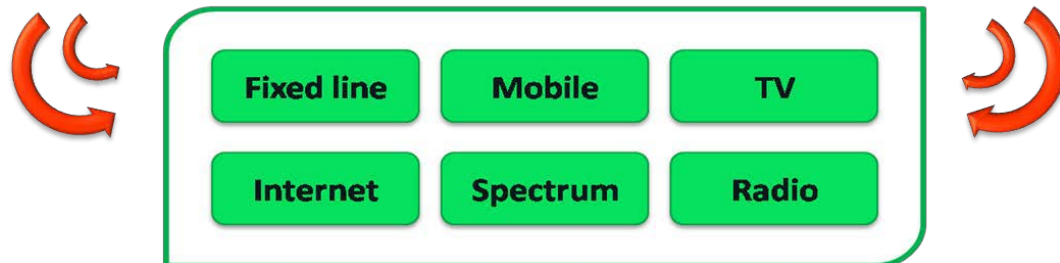 Fixed line
Mobile
TV
Internet
Spectrum
Radio